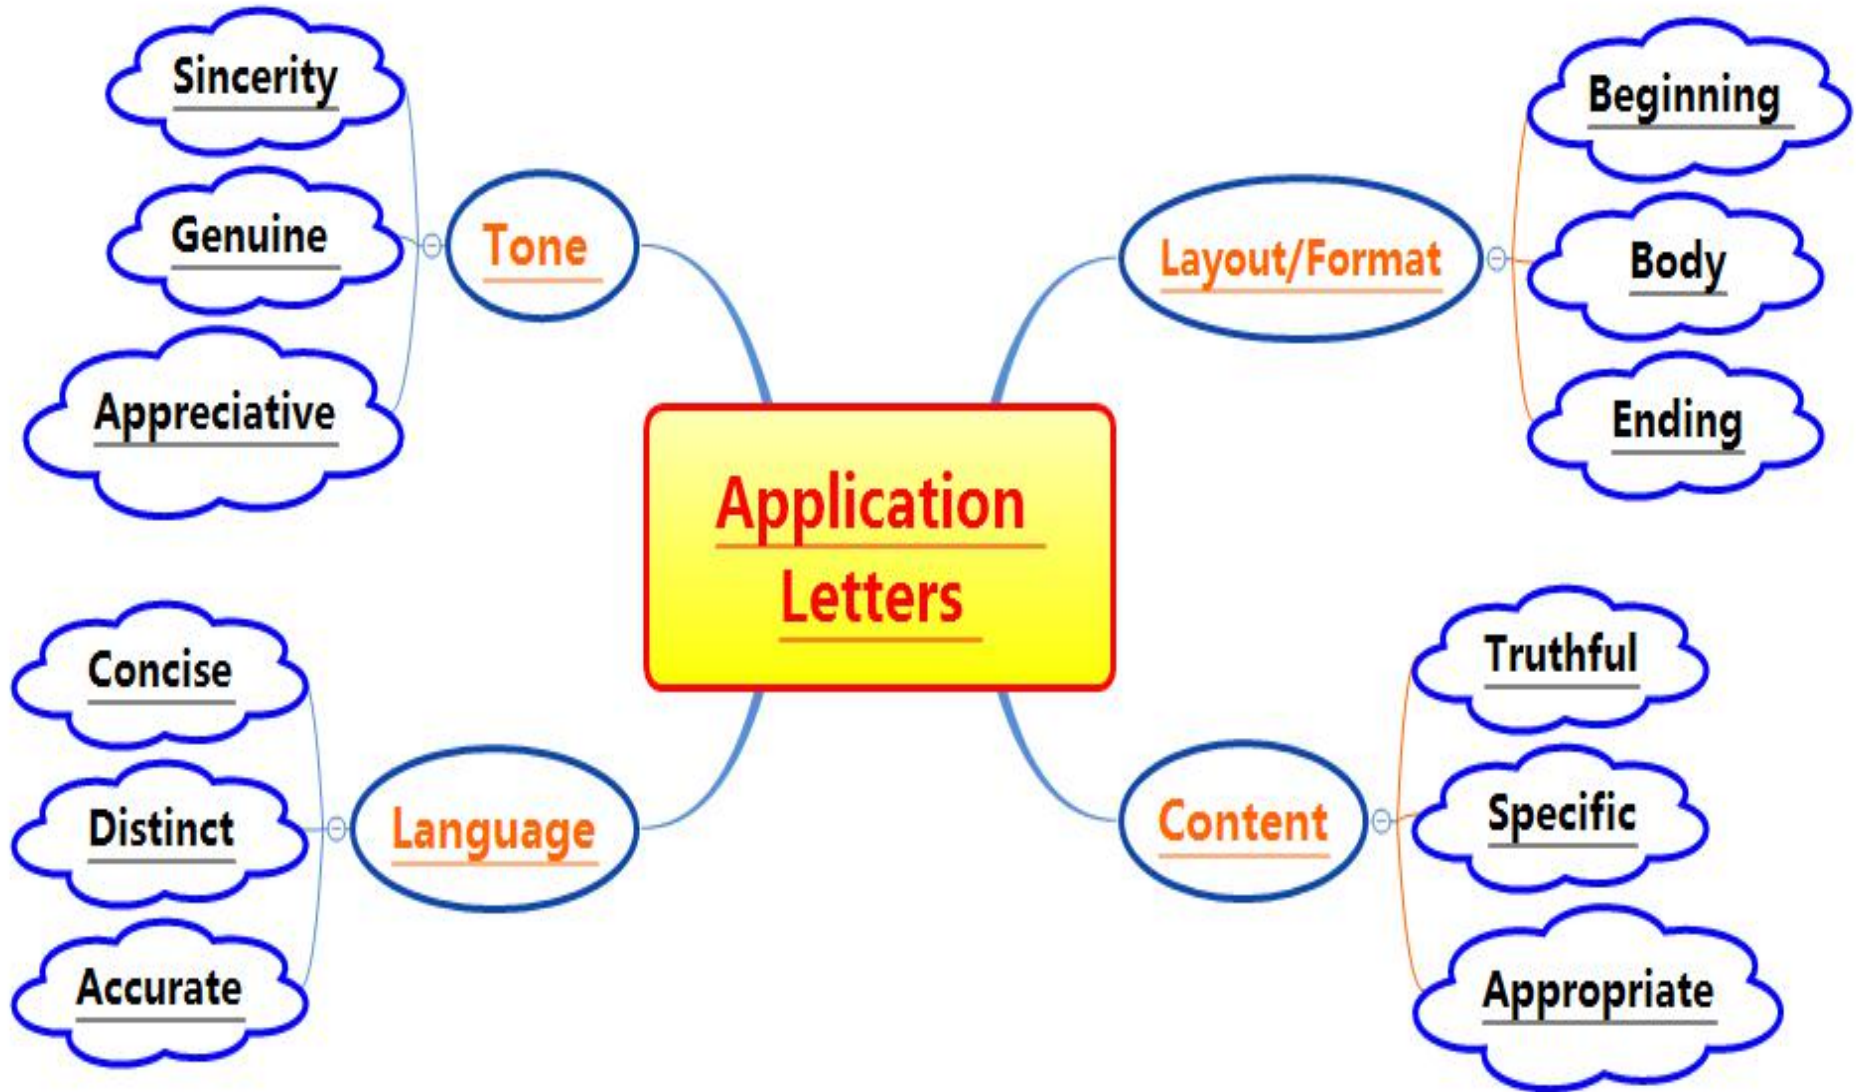 Application
Letters
Tone
Sincerity
Genuine
Appreciative
Layout/Format
Beginning
Body
Ending
Language
Concise
Distinct
Accurate
Content
Truthful
Specific
Appropriate